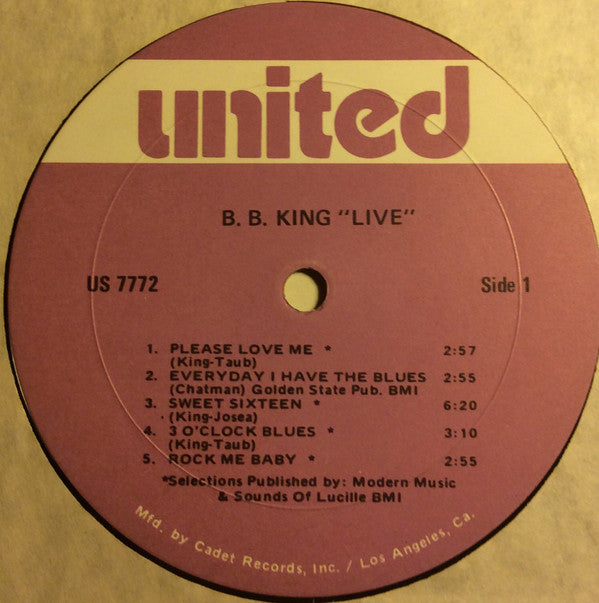 united
B. B. KING "LIVE"
US 7772 Side 1
1. PLEASE LOVE ME * 2:57
(King-Taub)
2. EVERYDAY I HAVE THE BLUES 2:55
(Chatman) Golden State Pub. BMI
3. SWEET SIXTEEN * 6:20
(King-Josea)
4. 3 O'CLOCK BLUES * 3:10
(King-Taub)
5. ROCK ME BABY * 2:55
*Selections Published by: Modern Music
& Sounds Of Lucille BMI
Mfd. by Cadet Records, Inc. / Los Angeles, Ca.